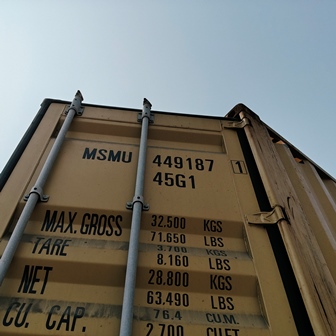 MSMU 449187 1
45G1
MAX.GROSS 32.500 KGS
71.650 LBS
TARE 3.700 KGS
8.160 LBS
NET 28.800 KGS
63.490 LBS
CU. CAP. 76.4 CU.M.
2.700 CU.FT.